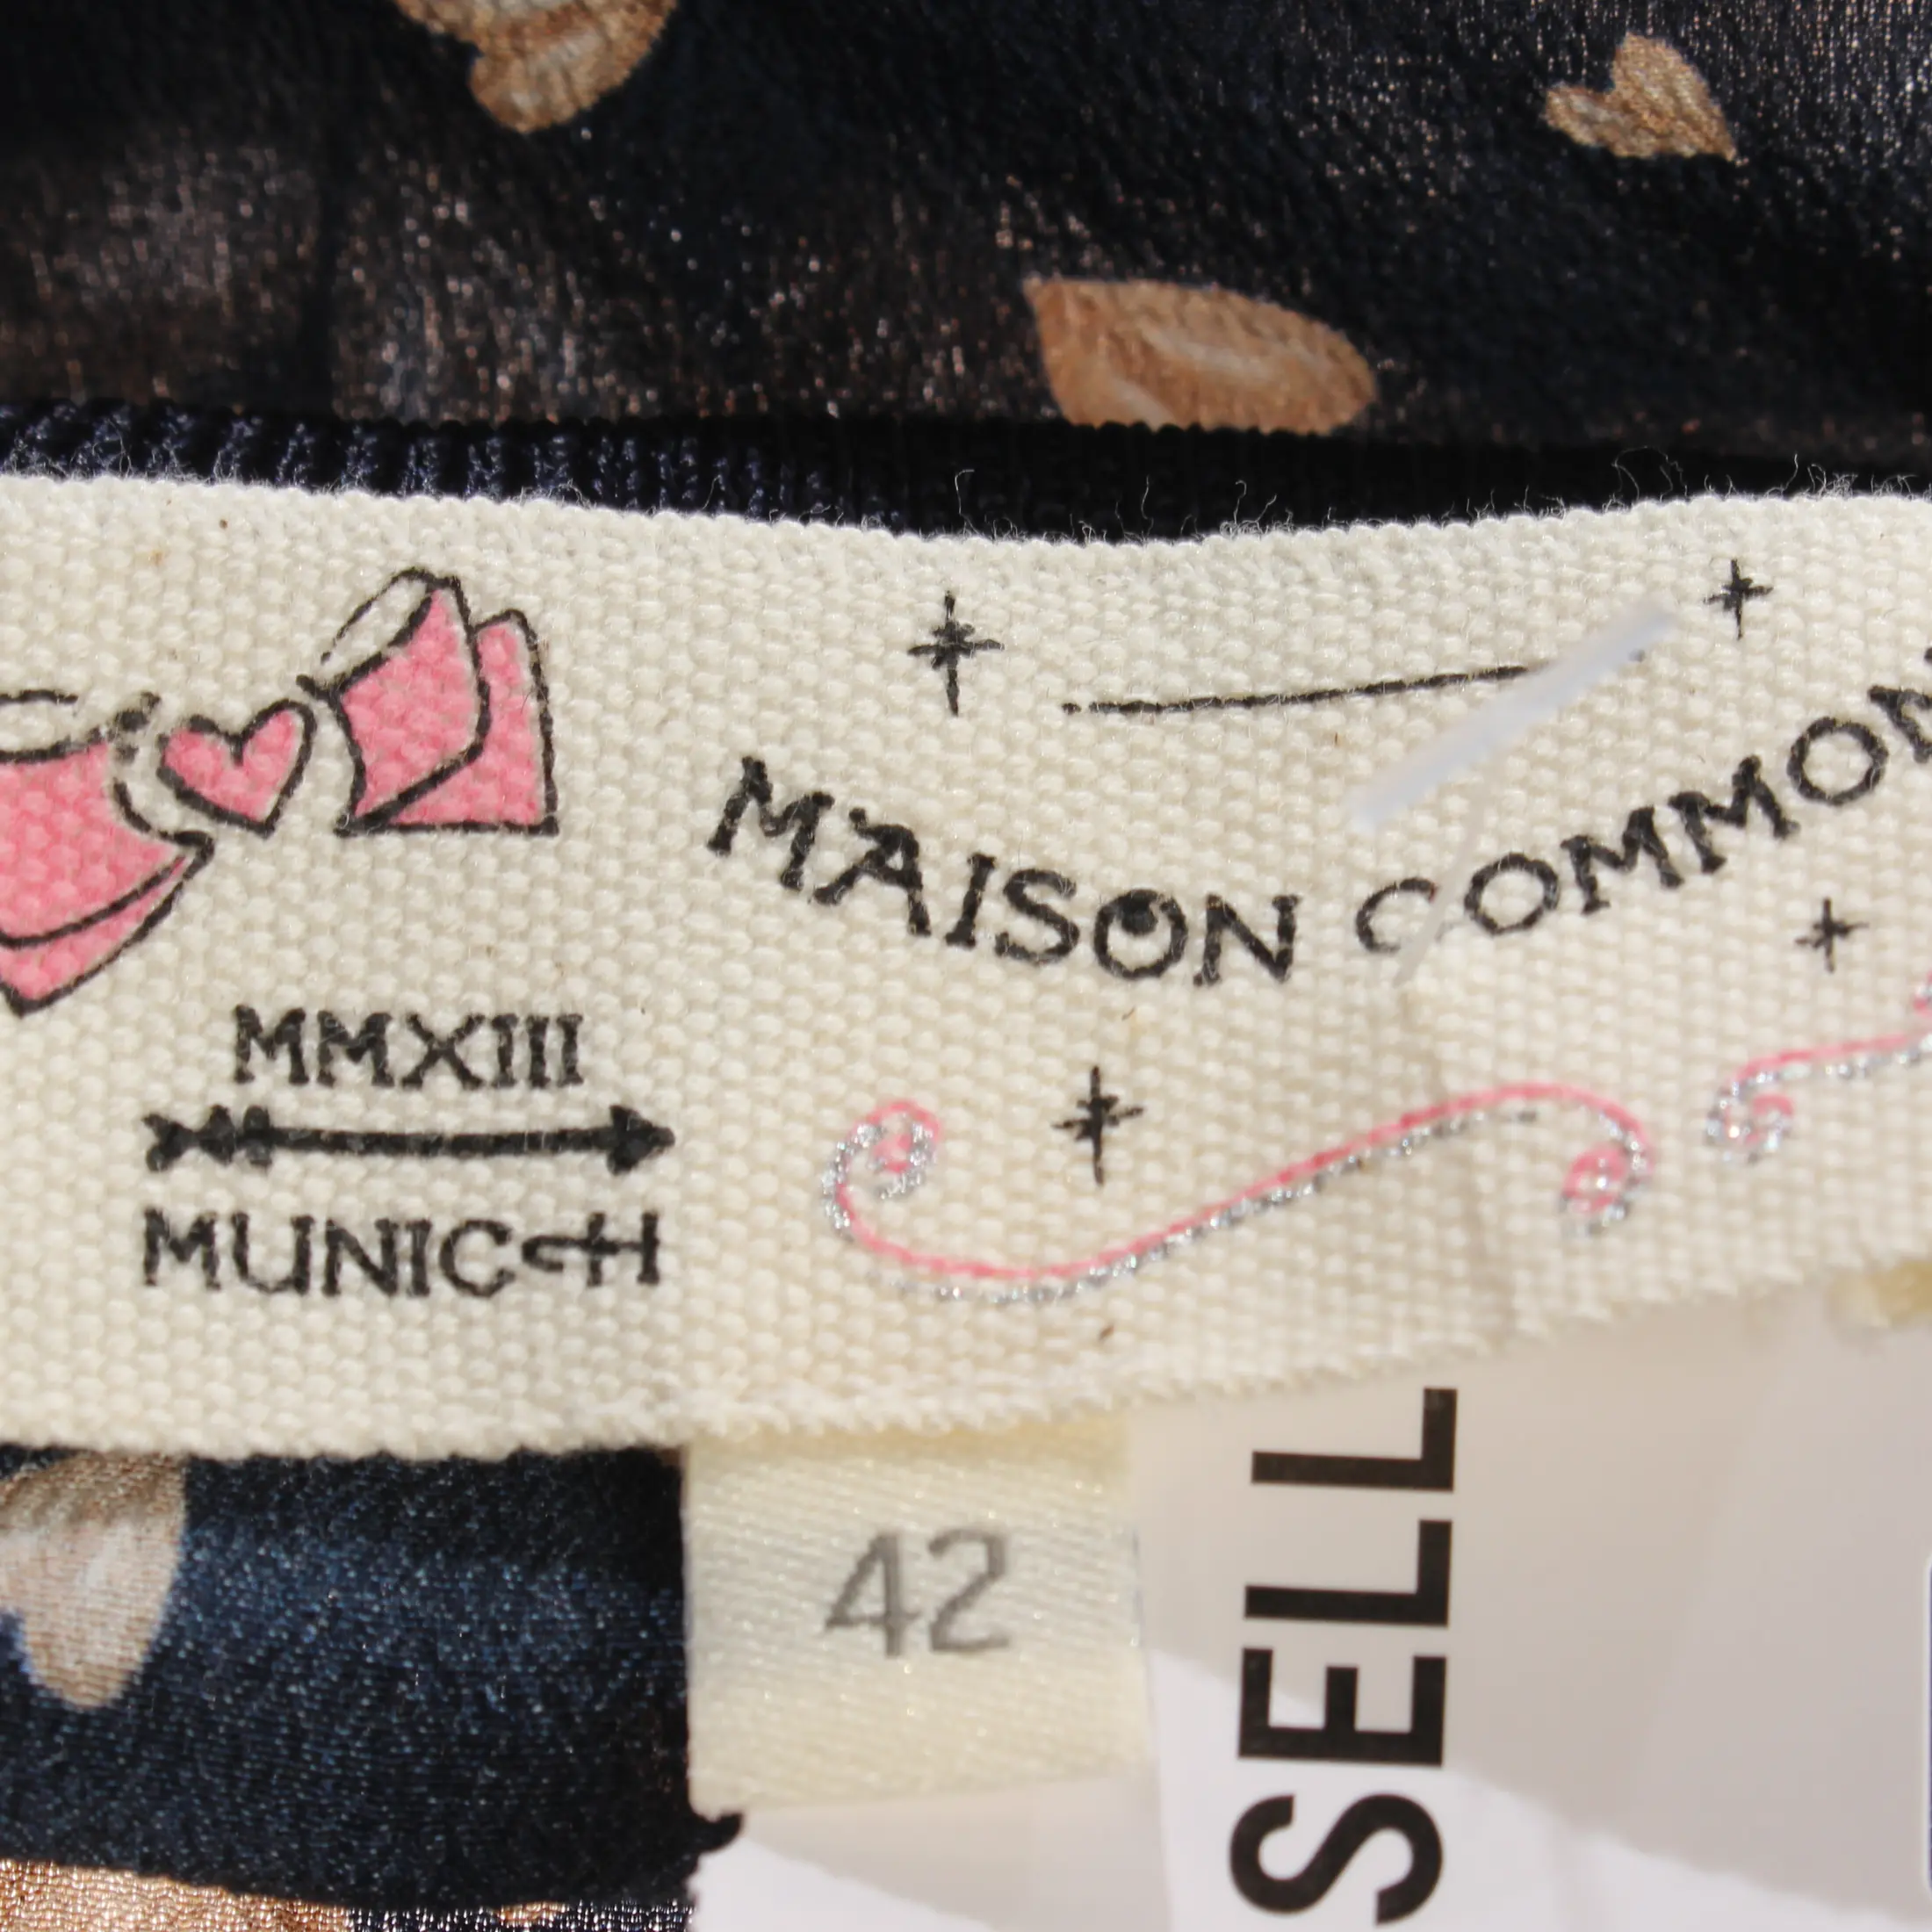 MAISON COMMON
MMXIII
MUNICH
42
SELL